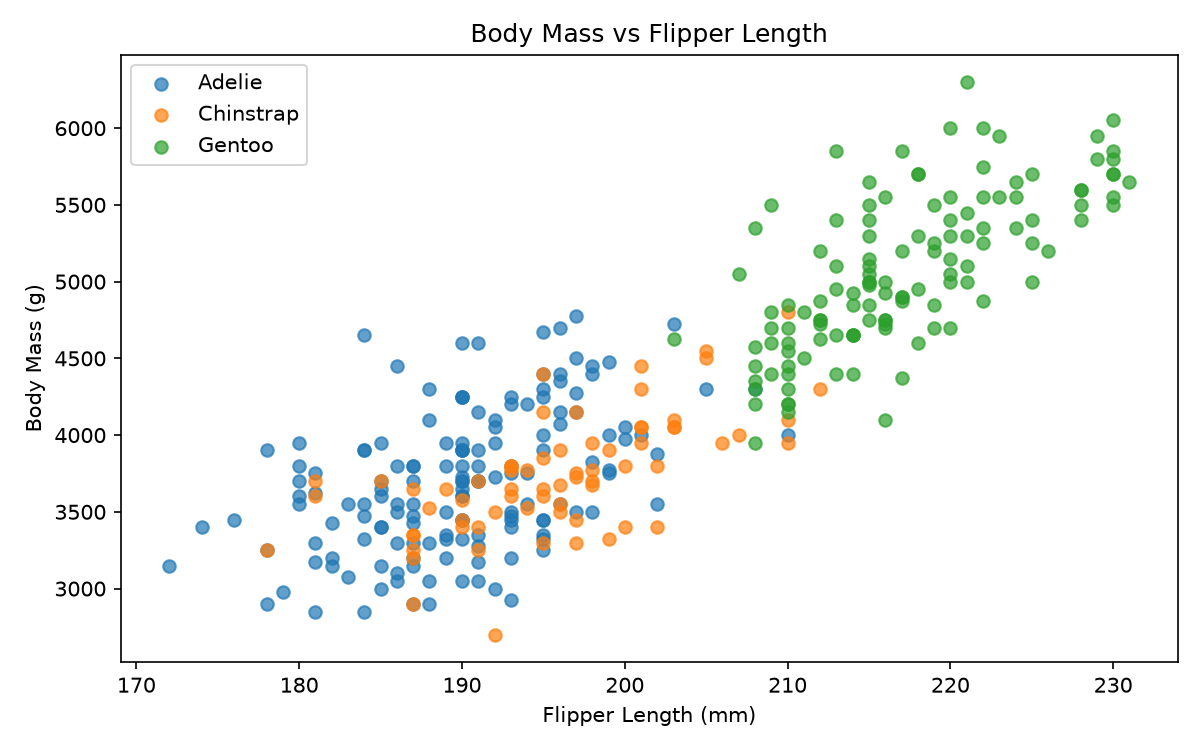 Body Mass vs Flipper Length
Adelie
Chinstrap
Gentoo
Body Mass (g)
6000
5500
5000
4500
4000
3500
3000
170 180 190 200 210 220 230
Flipper Length (mm)